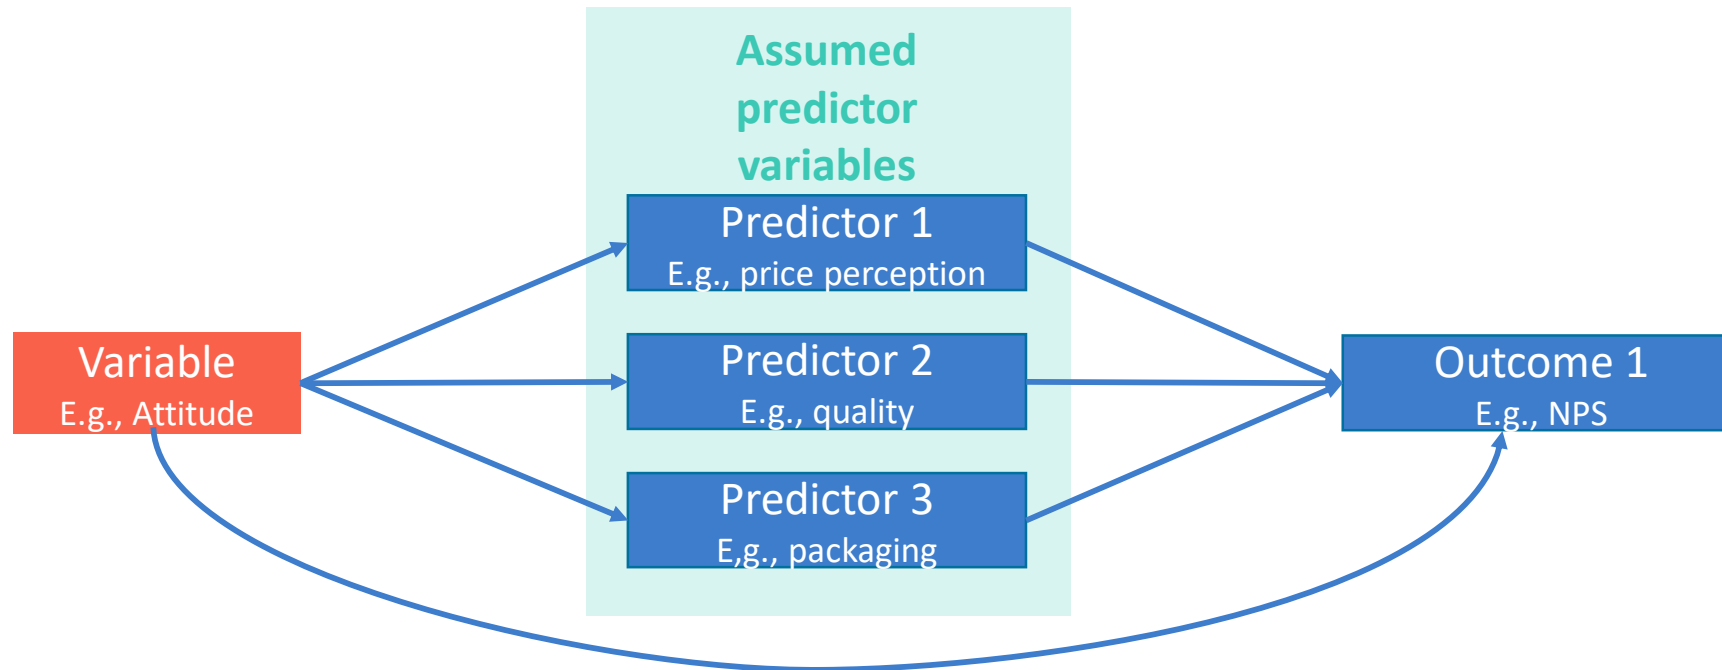 Assumed
predictor
variables
Predictor 1
E.g., price perception
Variable
E.g., Attitude
Predictor 2
E.g., quality
Outcome 1
E.g., NPS
Predictor 3
E,g., packaging